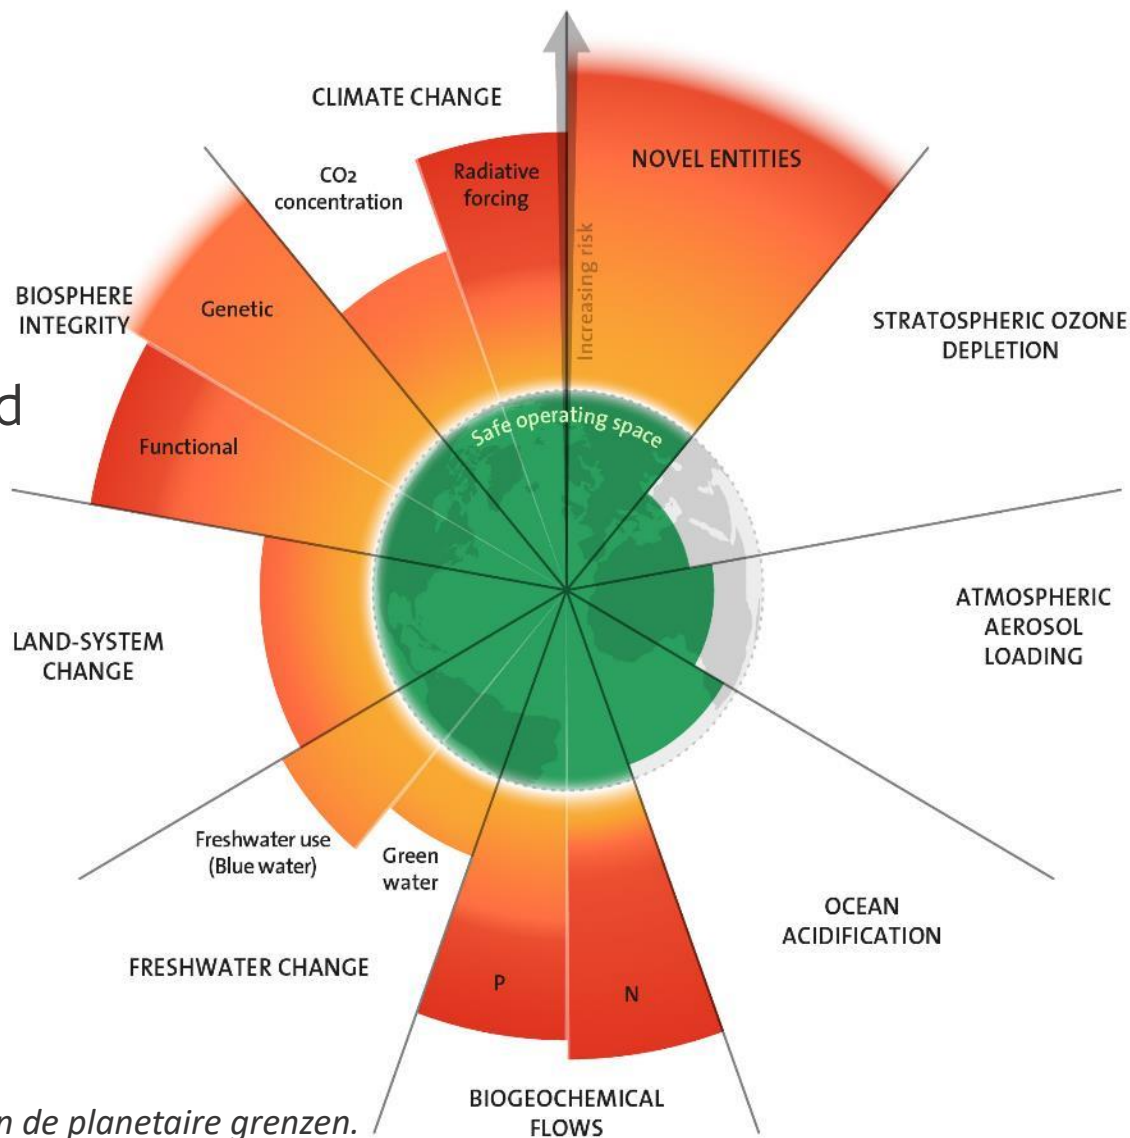 CLIMATE CHANGE
CO2
concentration
Radiative
forcing
NOVEL ENTITIES
Increasing risk
BIOSPHERE
INTEGRITY
Genetic
Functional
d
STRATOSPHERIC OZONE
DEPLETION
Safe operating space
ATMOSPHERIC
AEROSOL
LOADING
LAND-SYSTEM
CHANGE
Freshwater use
(Blue water)
Green
water
FRESHWATER CHANGE
OCEAN
ACIDIFICATION
P
N
BIOGEOCHEMICAL
FLOWS
n de planetaire grenzen.